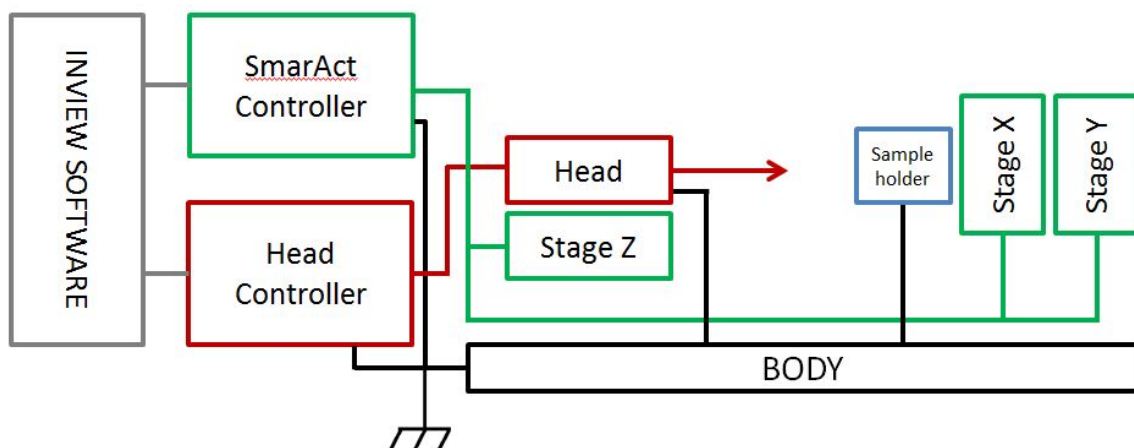 INVIEW SOFTWARE
SmarAct
Controller
Head
Controller
Head
Stage Z
Sample
holder
Stage X
Stage Y
BODY